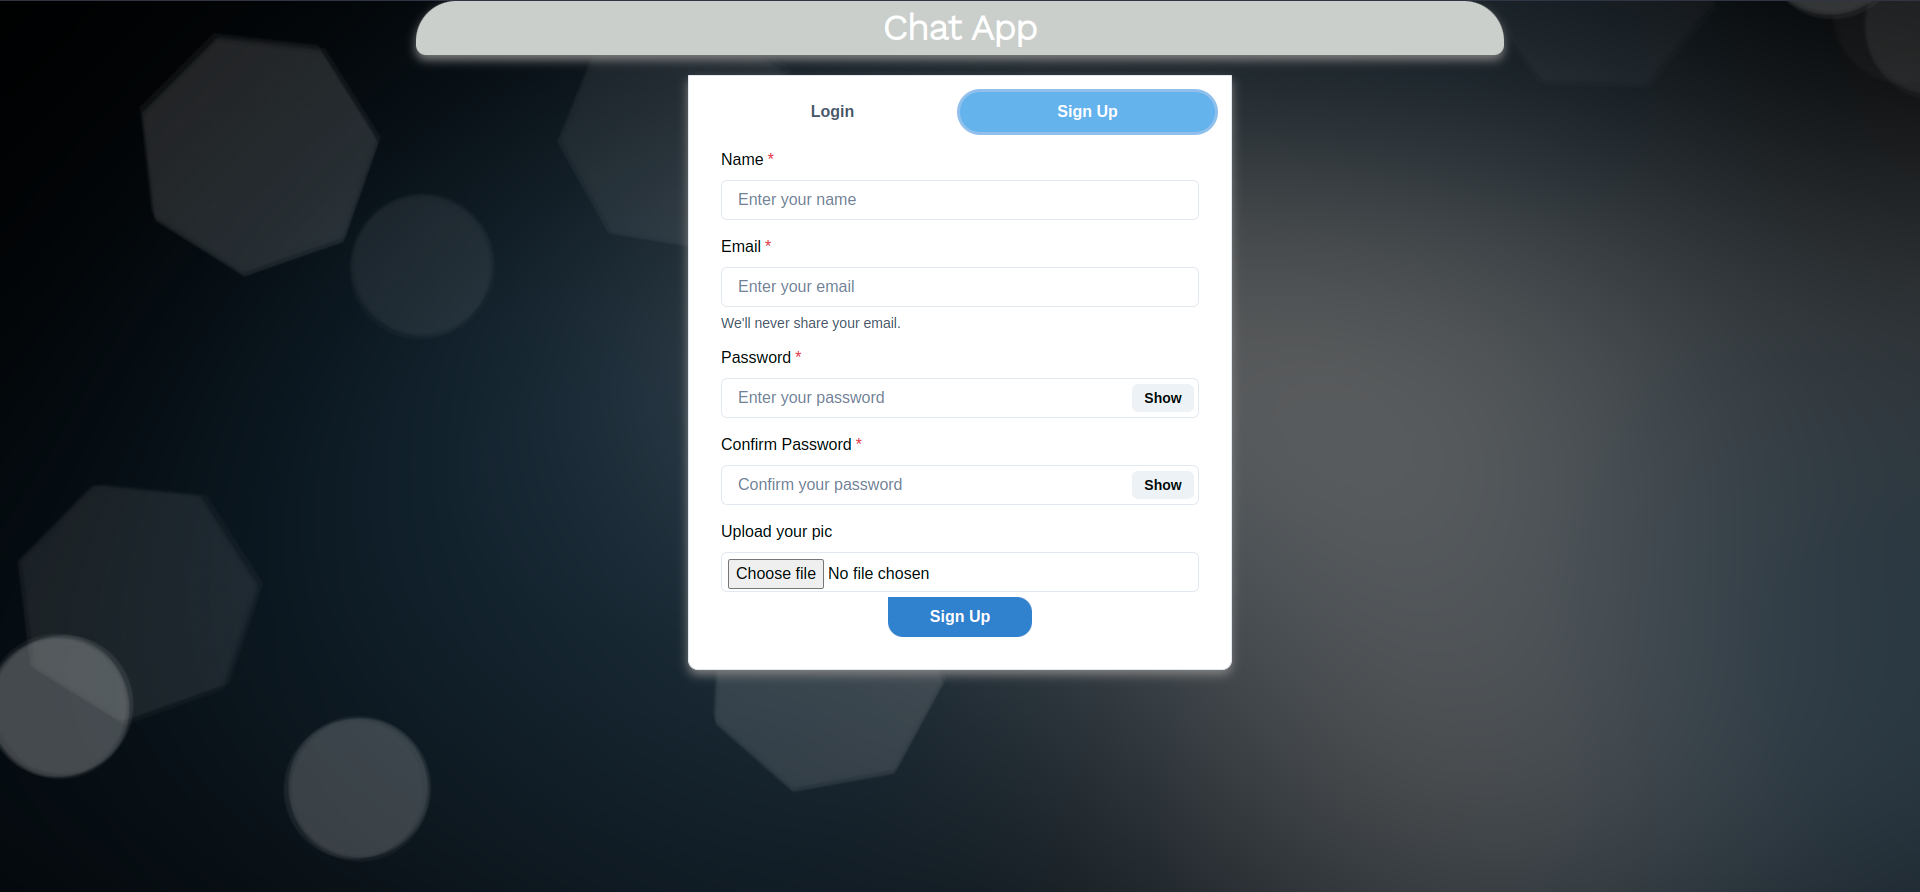 Chat App
Login Sign Up
Name *
Enter your name
Email *
Enter your email
We'll never share your email.
Password *
Enter your password Show
Confirm Password *
Confirm your password Show
Upload your pic
Choose file No file chosen
Sign Up